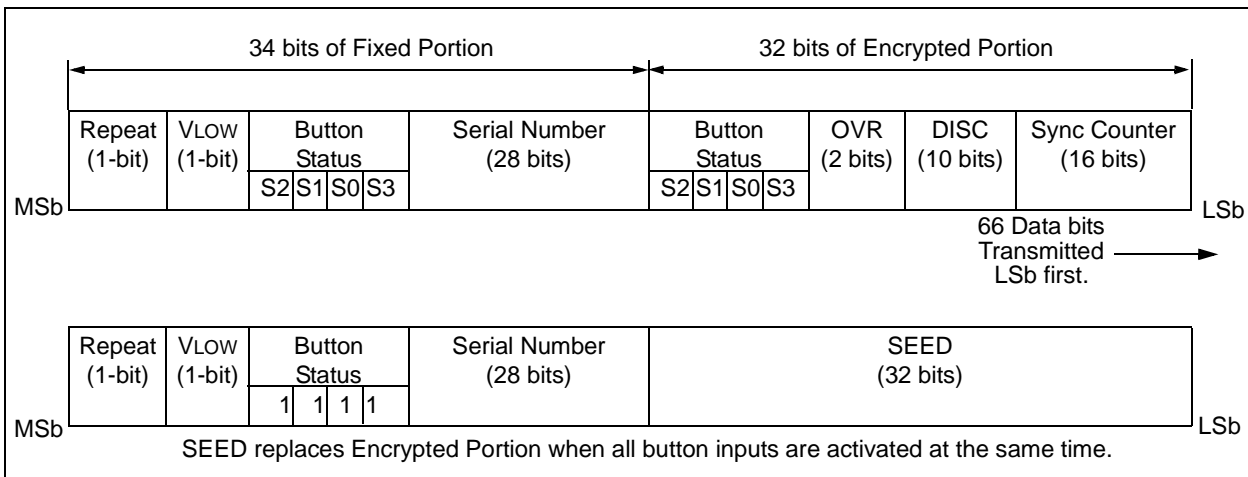 34 bits of Fixed Portion 32 bits of Encrypted Portion
Repeat VLOW Button Serial Number Button OVR DISC Sync Counter
(1-bit) (1-bit) Status (28 bits) Status (2 bits) (10 bits) (16 bits)
S2 S1 S0 S3 S2 S1 S0 S3
MSb LSb
66 Data bits
Transmitted
LSb first.
Repeat VLOW Button Serial Number SEED
(1-bit) (1-bit) Status (28 bits) (32 bits)
1 1 1 1
MSb LSb
SEED replaces Encrypted Portion when all button inputs are activated at the same time.